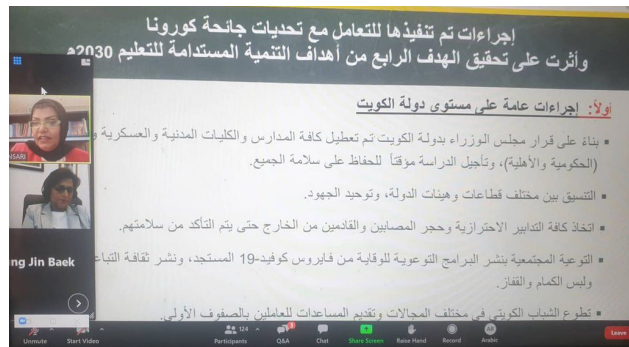 إجراءات تم تنفيذها للتعامل مع تحديات جائحة كورونا
وأثرت على تحقيق الهدف الرابع من أهداف التنمية المستدامة للتعليم 2030م
أولاً: إجراءات عامة على مستوى دولة الكويت
▪ بناءً على قرار مجلس الوزراء بدولة الكويت تم تعطيل كافة المدارس والكليات المدنية والعسكرية و
(الحكومية والأهلية)، وتأجيل الدراسة مؤقتاً للحفاظ على سلامة الجميع.
▪ التنسيق بين مختلف قطاعات وهيئات الدولة، وتوحيد الجهود.
▪ اتخاذ كافة التدابير الاحترازية وحجر المصابين والقادمين من الخارج حتى يتم التأكد من سلامتهم.
▪ التوعية المجتمعية بنشر البرامج التوعوية للوقاية من فايروس كوفيد-19 المستجد، ونشر ثقافة التباعد
ولبس الكمام والقفاز.
▪ تطوع الشباب الكويتي في مختلف المجالات وتقديم المساعدات للعاملين بالصفوف الأولى.
NSARI
ng Jin Baek
Unmute Start Video Participants 124 Q&A Chat Share Screen Raise Hand Record Arabic Leave